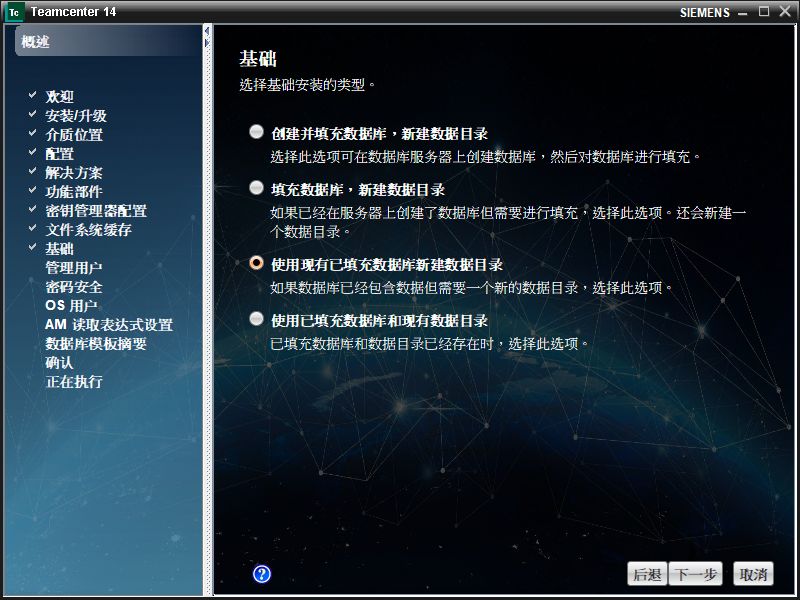 Tc Teamcenter 14
SIEMENS
概述
欢迎
安装/升级
介质位置
配置
解决方案
功能部件
密钥管理器配置
文件系统缓存
基础
管理用户
密码安全
OS 用户
AM 读取表达式设置
数据库模板摘要
确认
正在执行
基础
选择基础安装的类型。
创建并填充数据库，新建数据目录
选择此选项可在数据库服务器上创建数据库，然后对数据库进行填充。
填充数据库，新建数据目录
如果已经在服务器上创建了数据库但需要进行填充，选择此选项。还会新建一
个数据目录。
使用现有已填充数据库新建数据目录
如果数据库已经包含数据但需要一个新的数据目录，选择此选项。
使用已填充数据库和现有数据目录
已填充数据库和数据目录已经存在时，选择此选项。
?
后退 下一步 取消